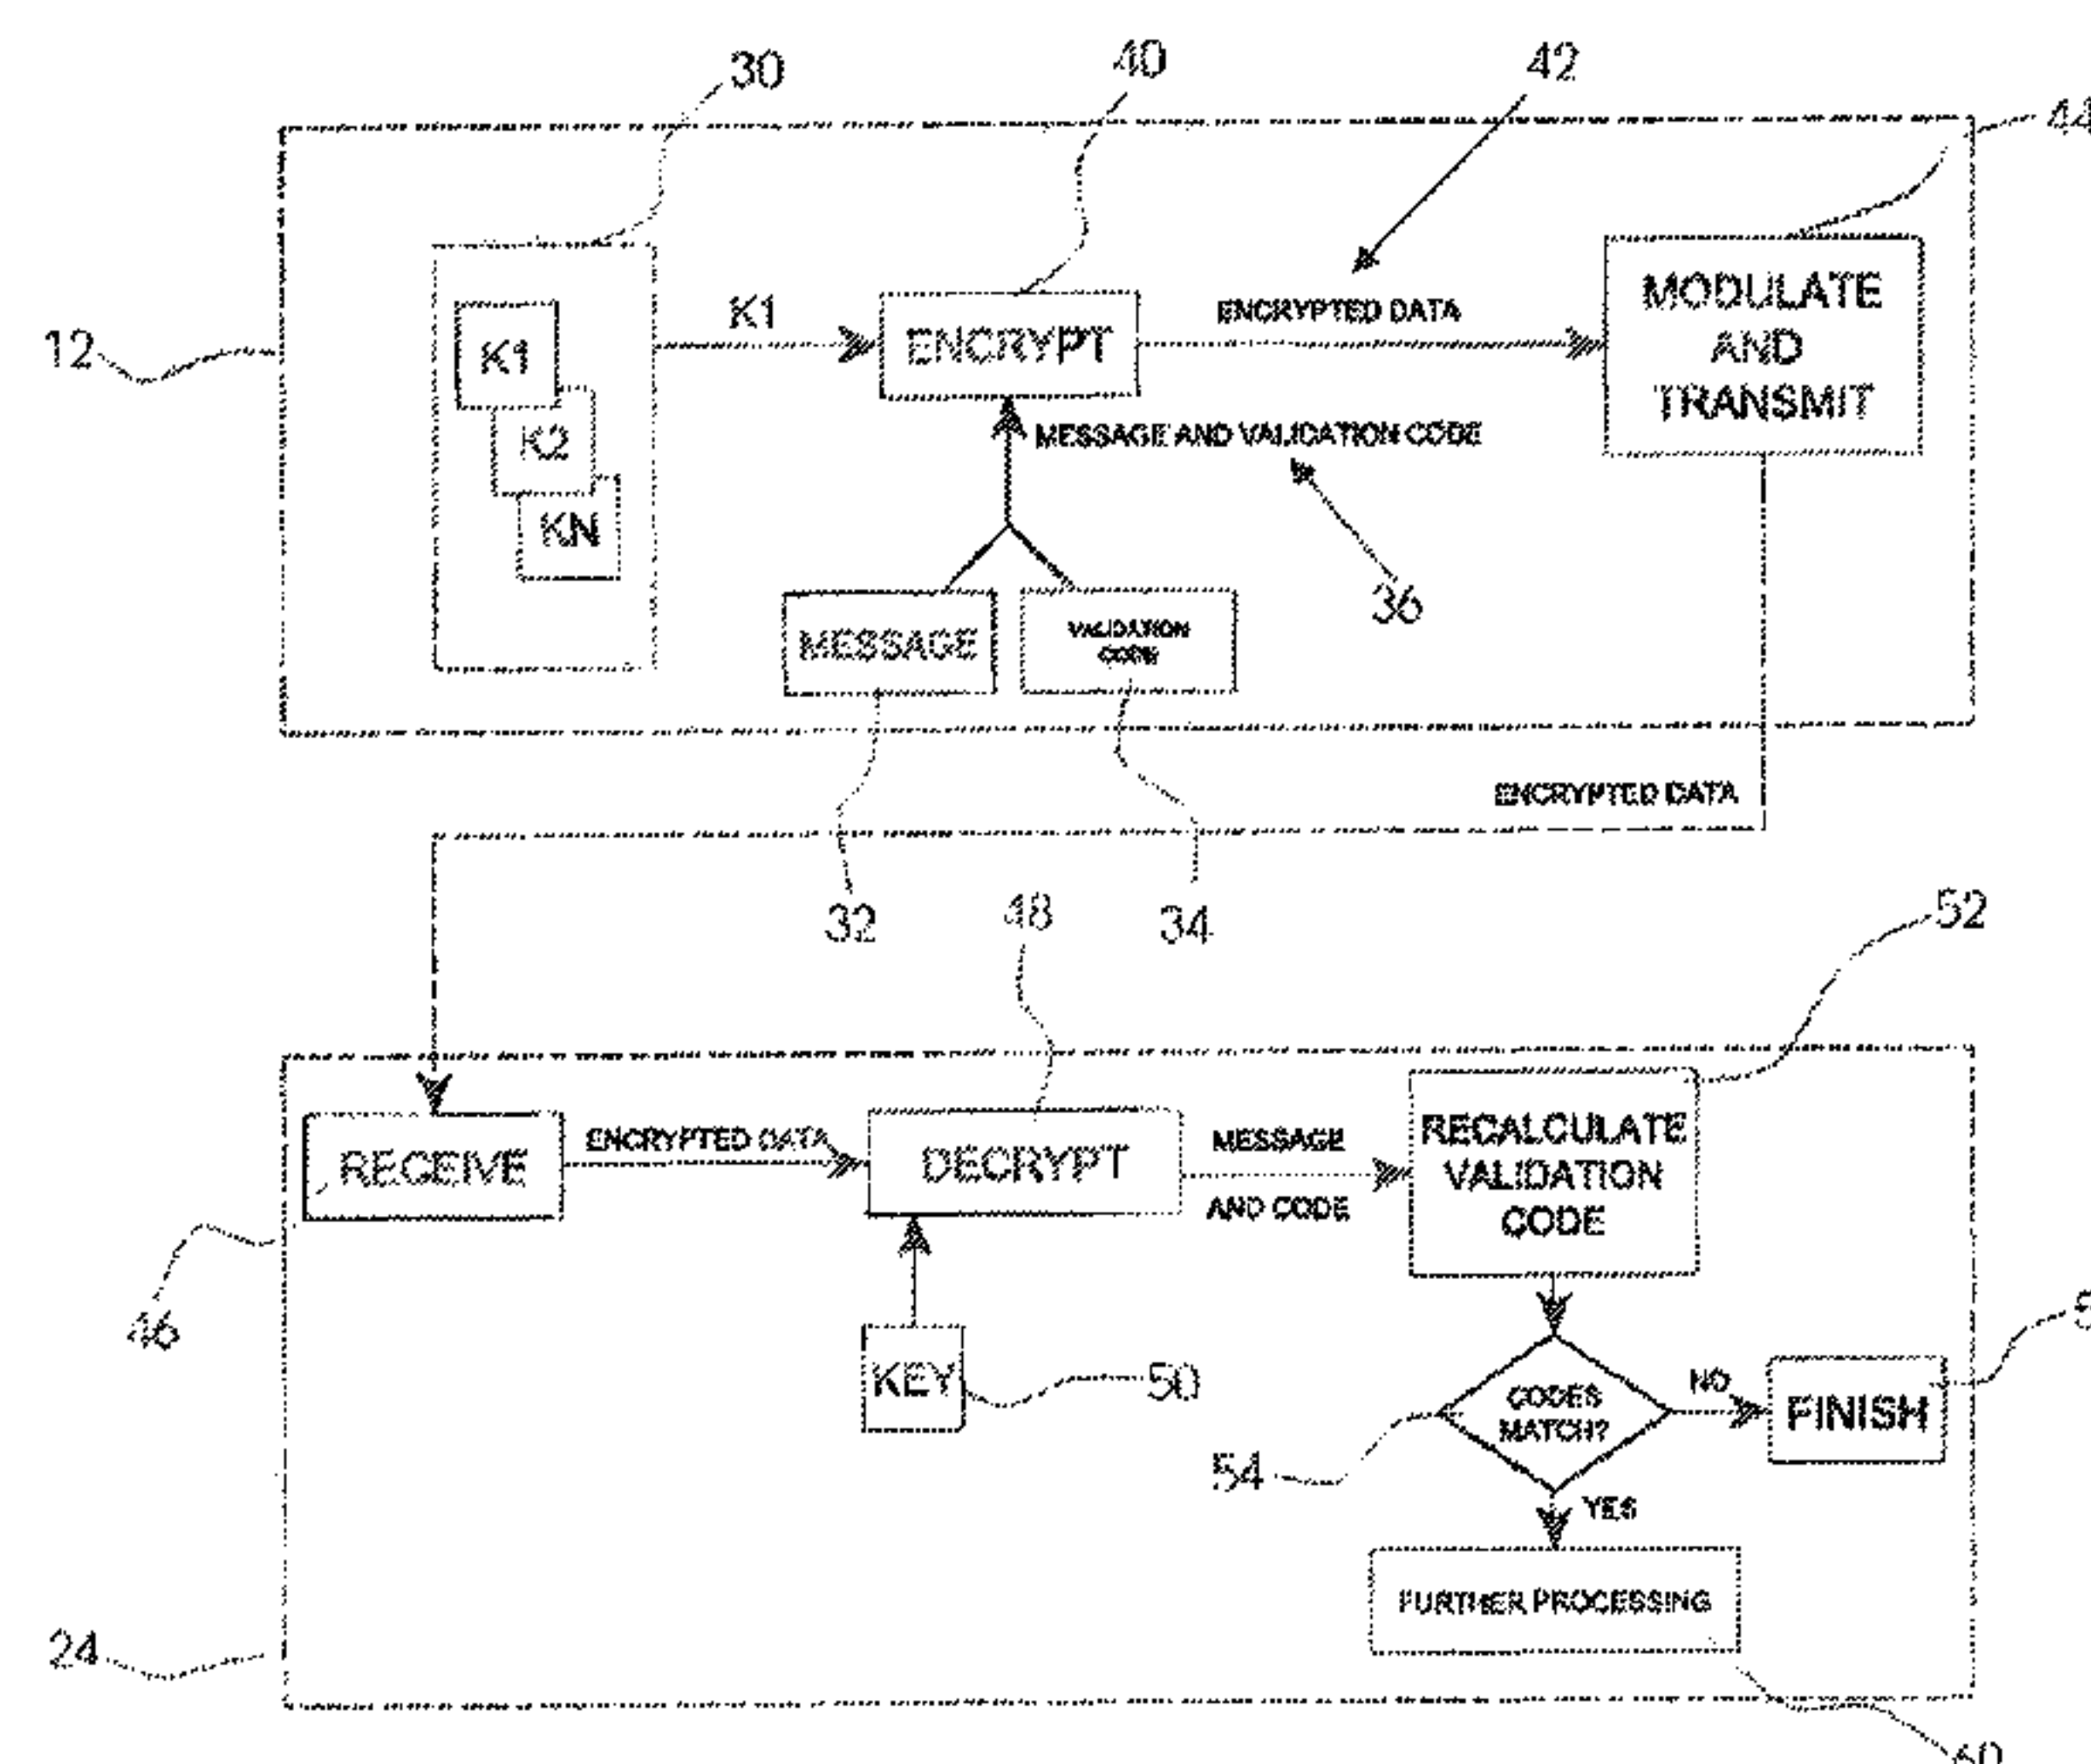 30
40
42
44
12
K1
K2
KN
K1
ENCRYPT
ENCRYPTED DATA
MODULATE
AND
TRANSMIT
MESSAGE AND VALIDATION CODE
36
MESSAGE
VALIDATION
CODE
ENCRYPTED DATA
32
34
48
52
RECEIVE
ENCRYPTED DATA
DECRYPT
MESSAGE
AND CODE
RECALCULATE
VALIDATION
CODE
46
KEY
50
CODES
MATCH?
NO
FINISH
54
YES
FURTHER PROCESSING
24
60